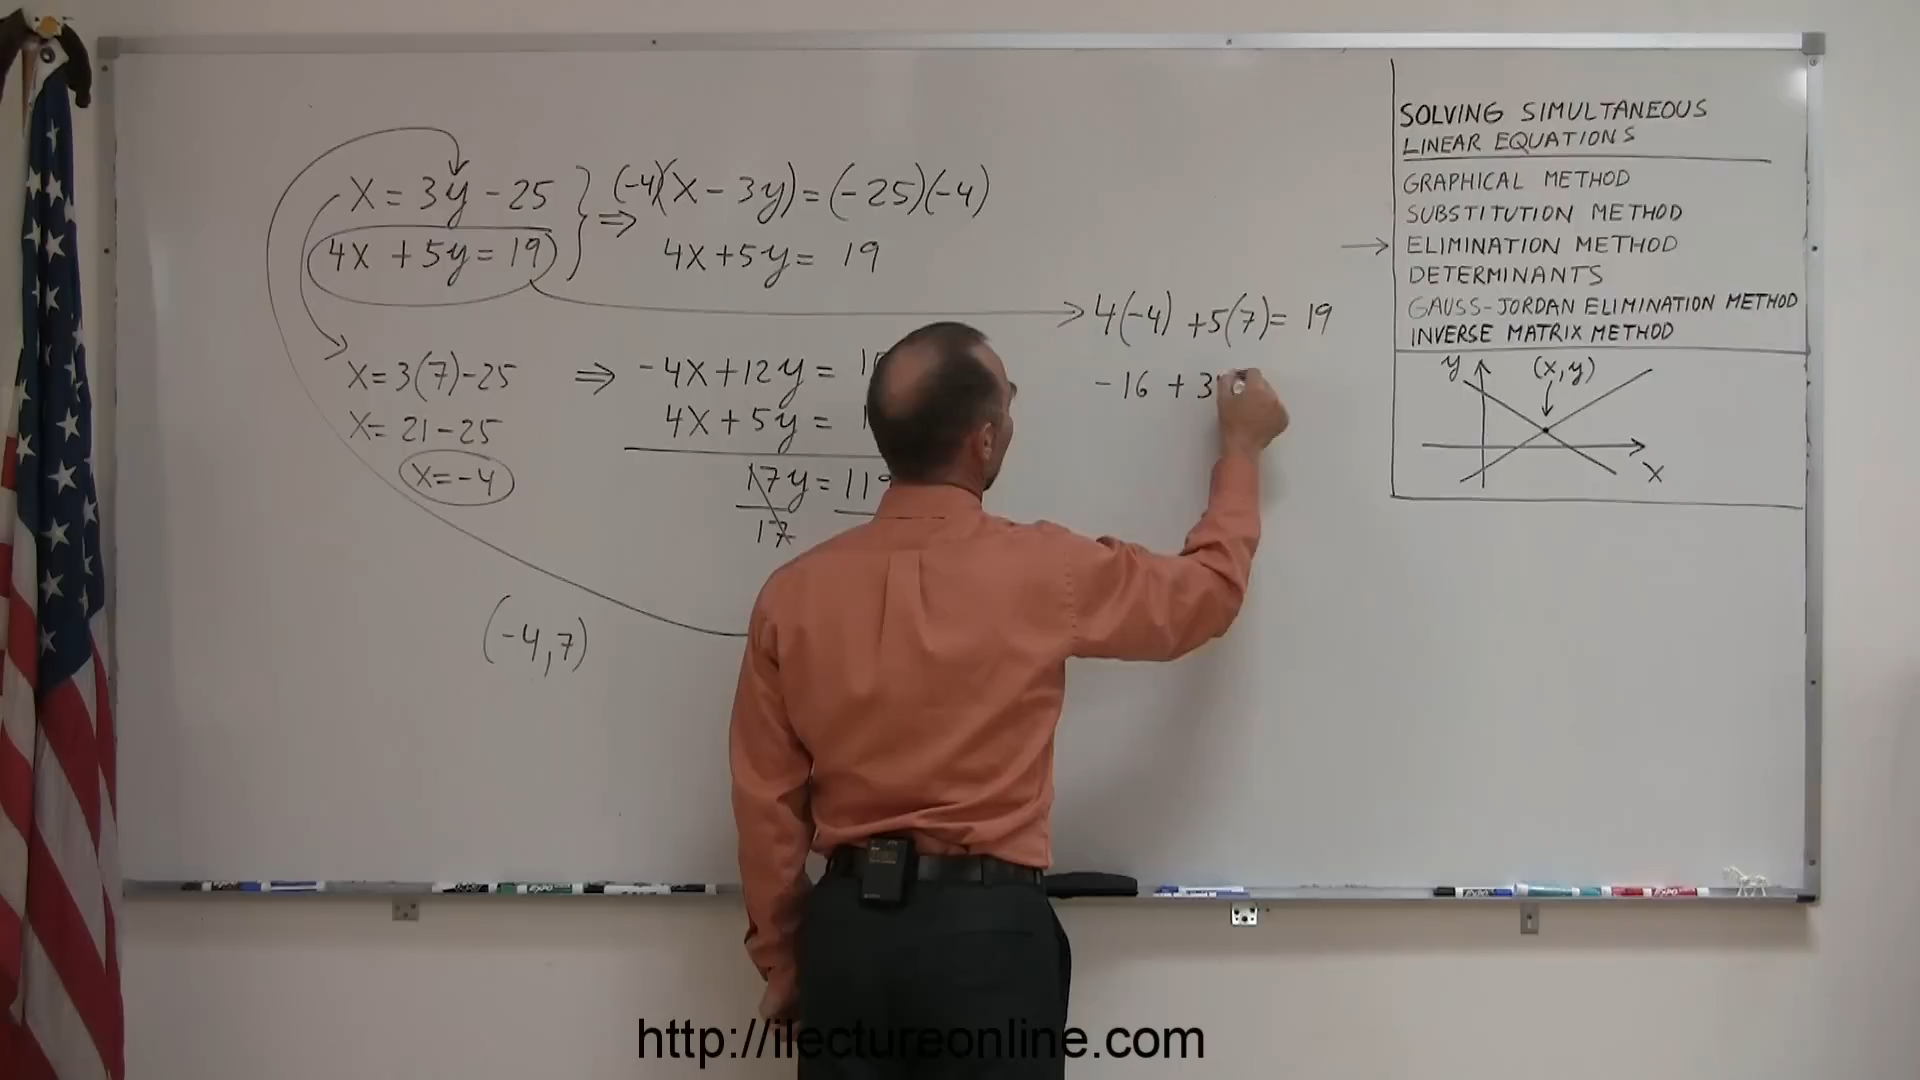 x = 3y - 25
4x + 5y = 19
(-4)(x - 3y) = (-25)(-4)
4x + 5y = 19
x = 3(7) - 25
x = 21 - 25
x = -4
-4x + 12y =
4x + 5y =
17y = 119
17
(-4, 7)
4(-4) + 5(7) = 19
-16 + 3
SOLVING SIMULTANEOUS
LINEAR EQUATIONS
GRAPHICAL METHOD
SUBSTITUTION METHOD
ELIMINATION METHOD
DETERMINANTS
GAUSS-JORDAN ELIMINATION METHOD
INVERSE MATRIX METHOD
y
(x, y)
x
EXPO
http://ilectureonline.com